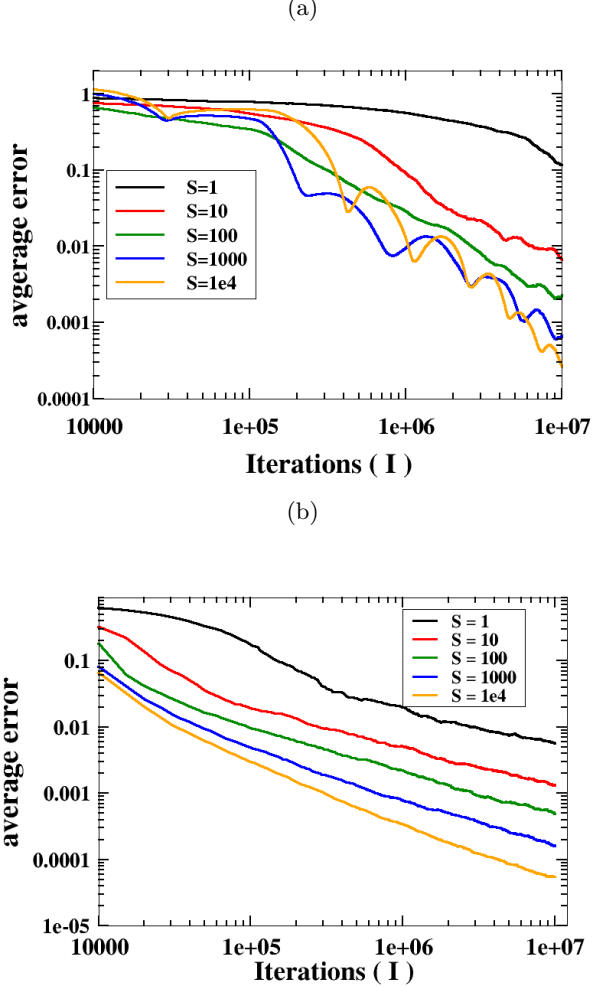 (a)
1
0.1
0.01
0.001
0.0001
avgerage error
S=1
S=10
S=100
S=1000
S=1e4
10000 1e+05 1e+06 1e+07
Iterations ( I )
(b)
0.1
0.01
0.001
0.0001
1e-05
average error
S = 1
S = 10
S = 100
S = 1000
S = 1e4
10000 1e+05 1e+06 1e+07
Iterations ( I )